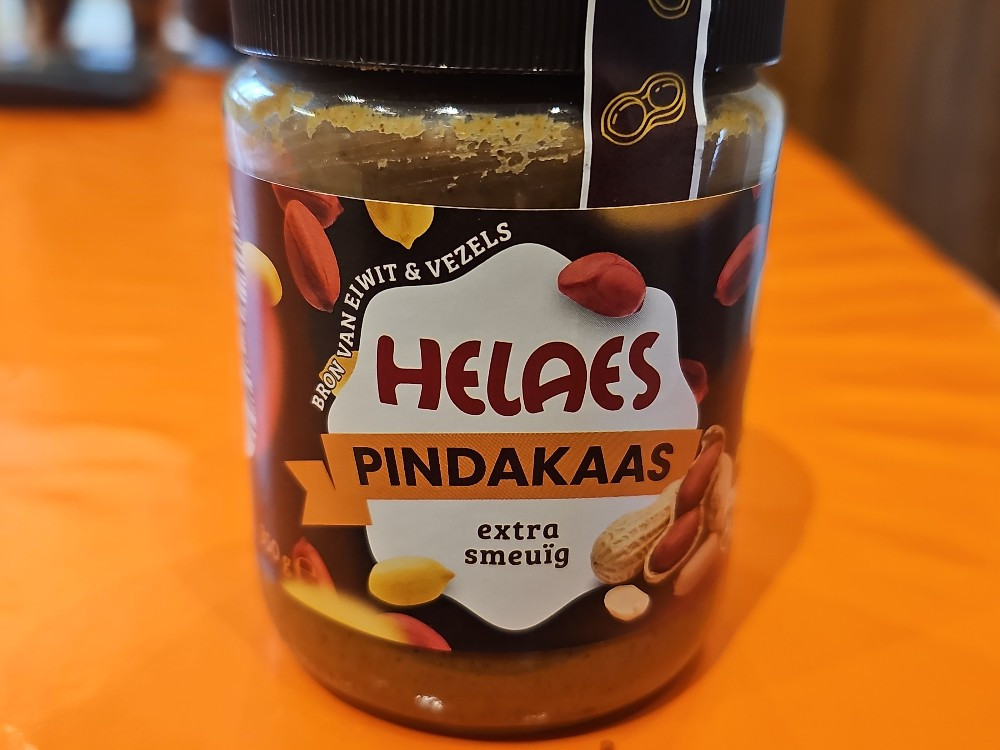 BRON VAN EIWIT & VEZELS
HELAES
PINDAKAAS
extra
smeuïg